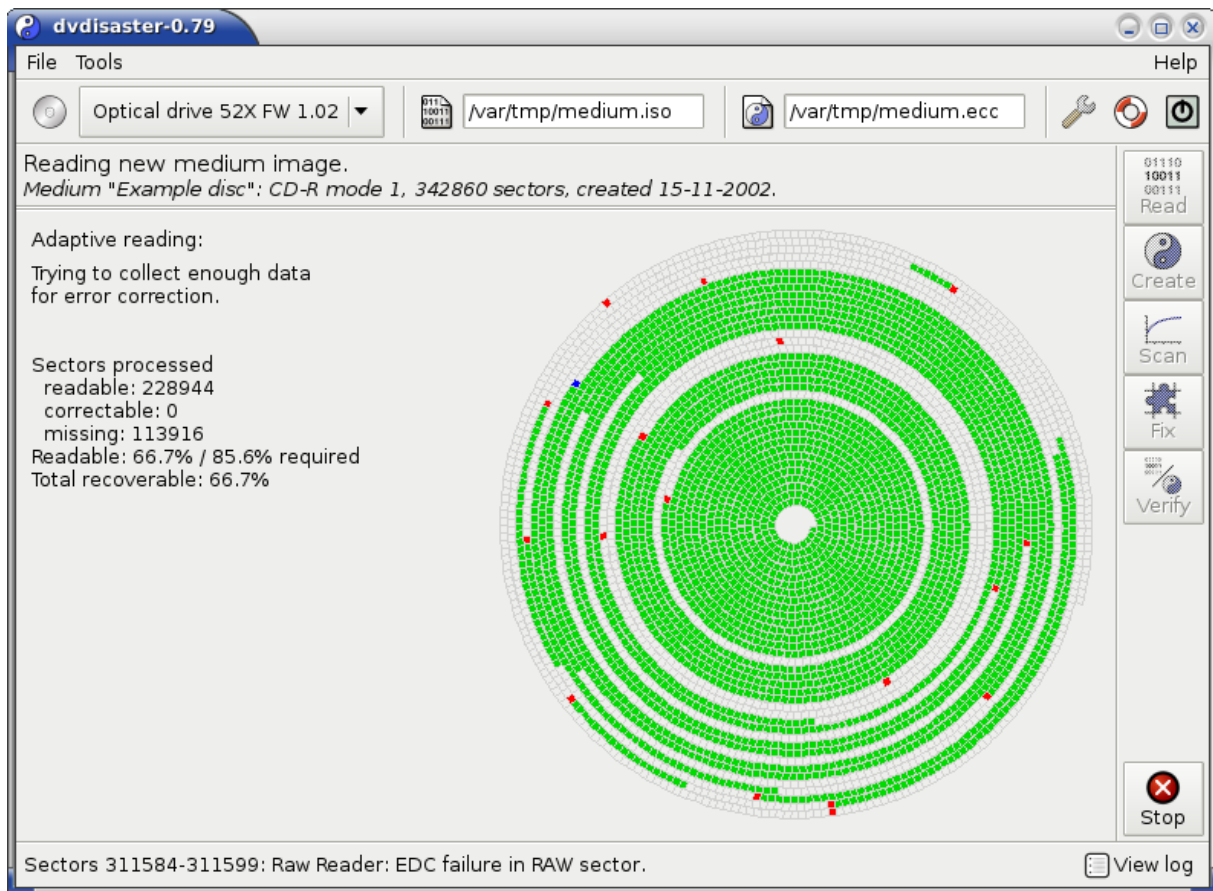 dvdisaster-0.79
File Tools Help
Optical drive 52X FW 1.02 /var/tmp/medium.iso /var/tmp/medium.ecc
Reading new medium image.
Medium "Example disc": CD-R mode 1, 342860 sectors, created 15-11-2002.
Adaptive reading:
Trying to collect enough data
for error correction.
Sectors processed
readable: 228944
correctable: 0
missing: 113916
Readable: 66.7% / 85.6% required
Total recoverable: 66.7%
01110
10011
00111
Read
Create
Scan
Fix
Verify
Stop
Sectors 311584-311599: Raw Reader: EDC failure in RAW sector. View log